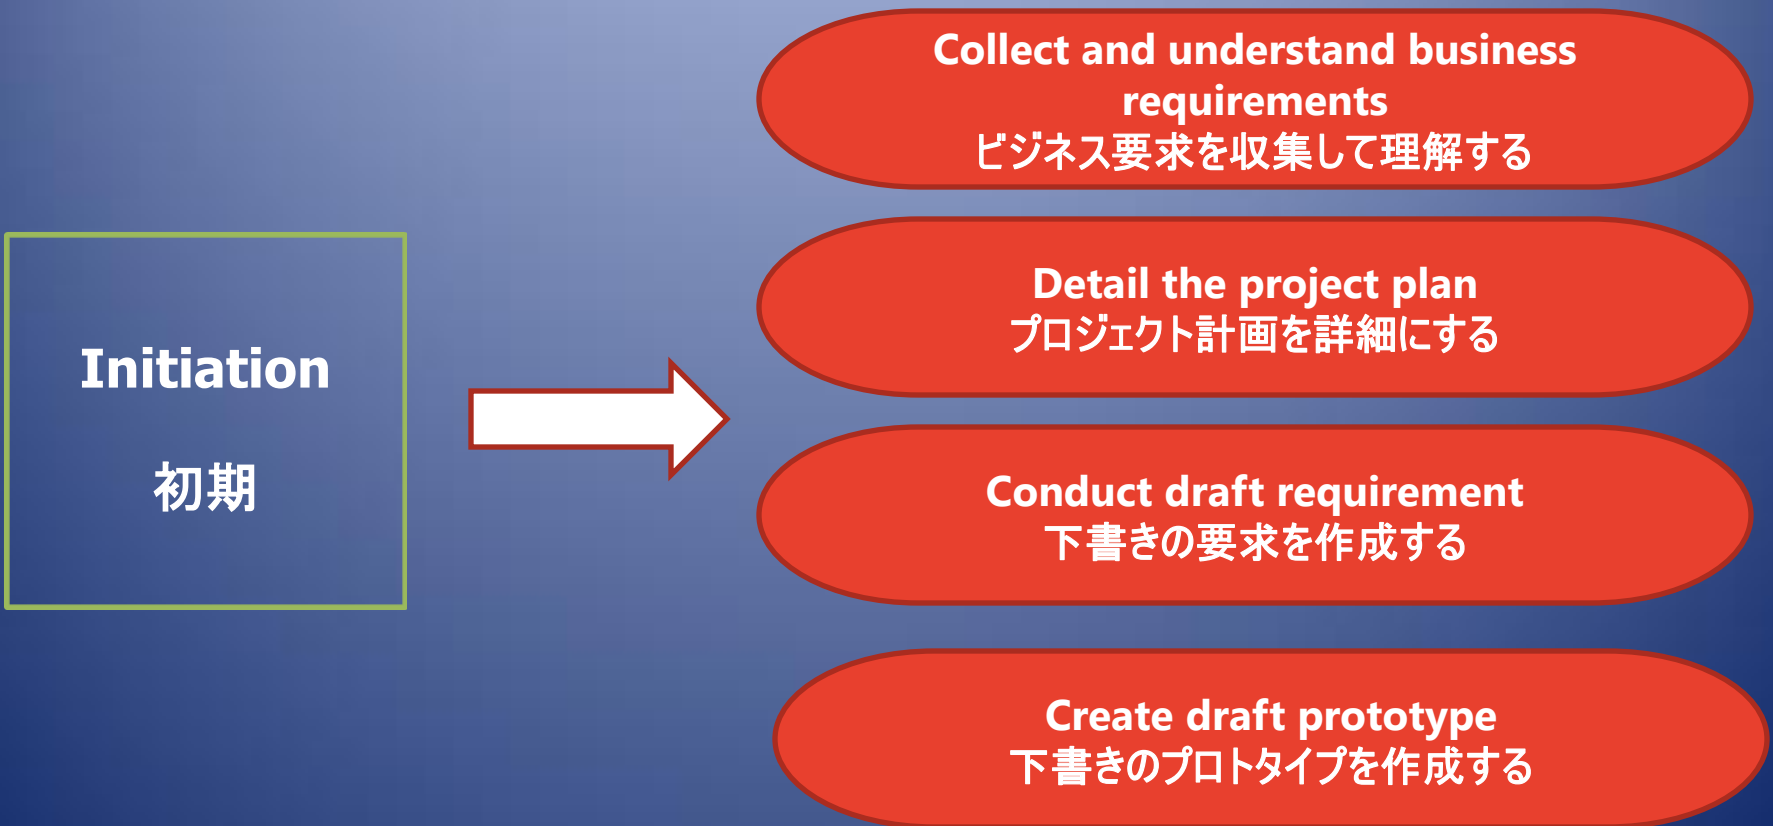 Initiation
初期
Collect and understand business
requirements
ビジネス要求を収集して理解する
Detail the project plan
プロジェクト計画を詳細にする
Conduct draft requirement
下書きの要求を作成する
Create draft prototype
下書きのプロトタイプを作成する